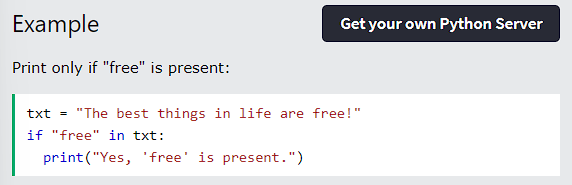 Example
Get your own Python Server
Print only if "free" is present:
txt = "The best things in life are free!"
if "free" in txt:
  print("Yes, 'free' is present.")